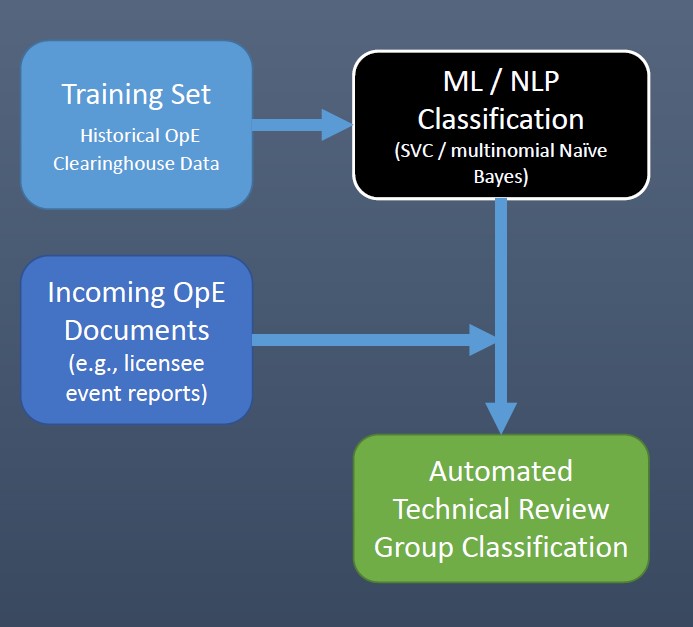 Training Set
Historical OpE
Clearinghouse Data
ML / NLP
Classification
(SVC / multinomial Naïve
Bayes)
Incoming OpE
Documents
(e.g., licensee
event reports)
Automated
Technical Review
Group Classification